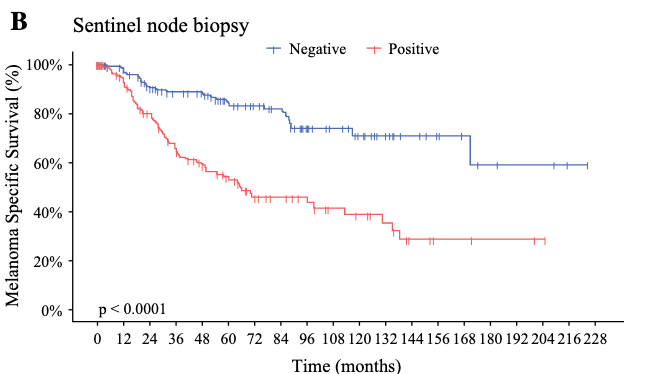 B
Sentinel node biopsy
Negative Positive
Melanoma Specific Survival (%)
100%
80%
60%
40%
20%
0%
p < 0.0001
0 12 24 36 48 60 72 84 96 108 120 132 144 156 168 180 192 204 216 228
Time (months)